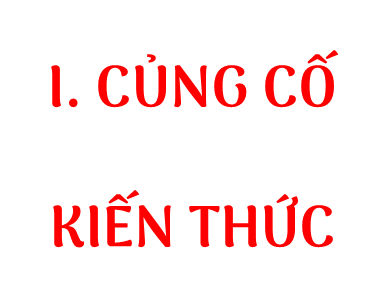 I. CỦNG CỐ
KIẾN THỨC